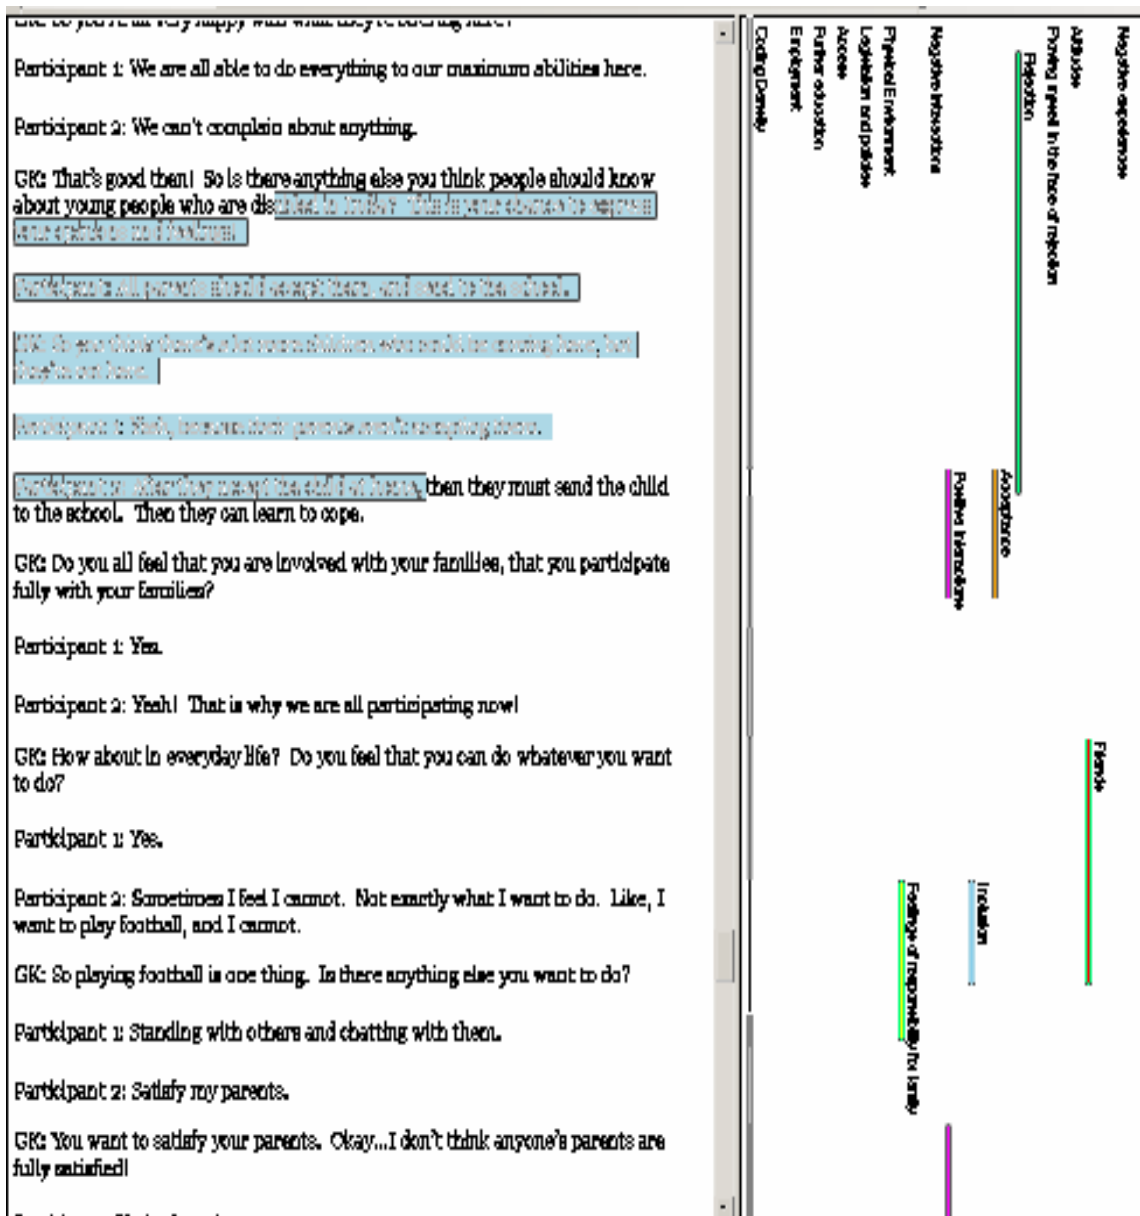 Participant 1: We are all able to do everything to our maximum abilities here.
Participant 2: We can't complain about anything.
GK: That's good then! So is there anything else you think people should know
about young people who are
then they must send the child
to the school. Then they can learn to cope.
GK: Do you all feel that you are involved with your families, that you participate
fully with your families?
Participant 1: Yes.
Participant 2: Yeah! That is why we are all participating now!
GK: How about in everyday life? Do you feel that you can do whatever you want
to do?
Participant 1: Yes.
Participant 2: Sometimes I feel I cannot. Not exactly what I want to do. Like, I
want to play football, and I cannot.
GK: So playing football is one thing. Is there anything else you want to do?
Participant 1: Standing with others and chatting with them.
Participant 2: Satisfy my parents.
GK: You want to satisfy your parents. Okay...I don't think anyone's parents are
fully satisfied!
Negative experiences
Attitudes
Proving myself in the face of rejection
Rejection
Negative interactions
Physical Environment
Legislation and policies
Access
Further education
Employment
Coding Density
Acceptance
Positive interactions
Friends
Inclusion
Feelings of responsibility for family